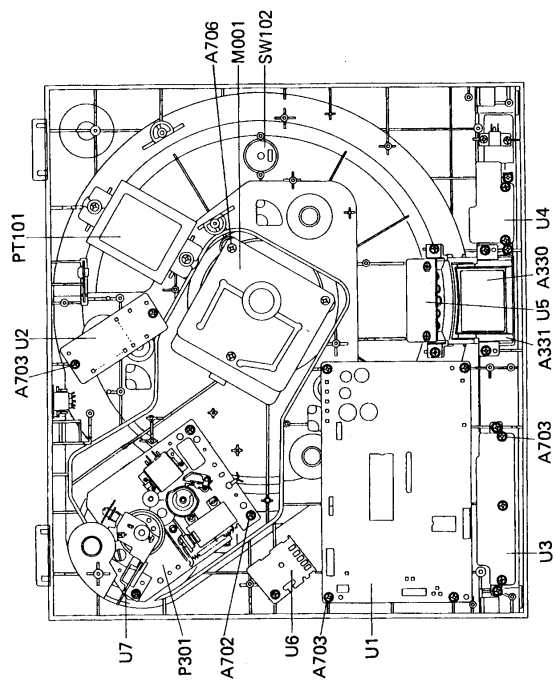 A706
M001
SW102
PT101
A703 U2
U4
A330
U5
A331
A703
U3
U7
P301
A702
U6
A703
U1